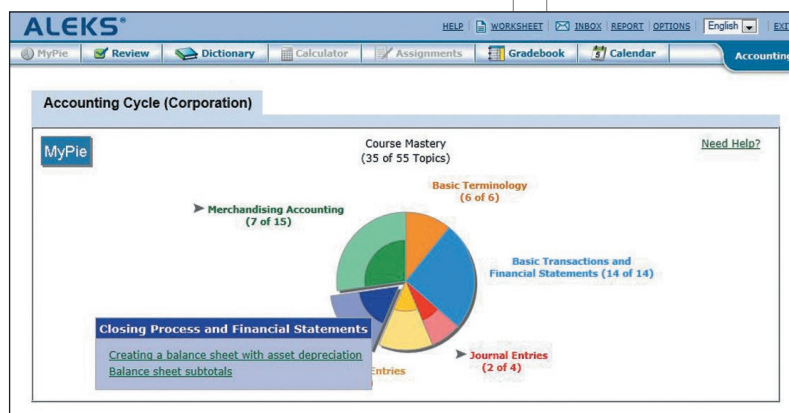 ALEKS®
HELP WORKSHEET INBOX REPORT OPTIONS English EXIT
MyPie Review Dictionary Calculator Assignments Gradebook Calendar Accounting
Accounting Cycle (Corporation)
MyPie
Course Mastery
(35 of 55 Topics)
Need Help?
Basic Terminology
(6 of 6)
Merchandising Accounting
(7 of 15)
Basic Transactions and
Financial Statements (14 of 14)
Closing Process and Financial Statements
Creating a balance sheet with asset depreciation
Balance sheet subtotals
Entries
Journal Entries
(2 of 4)